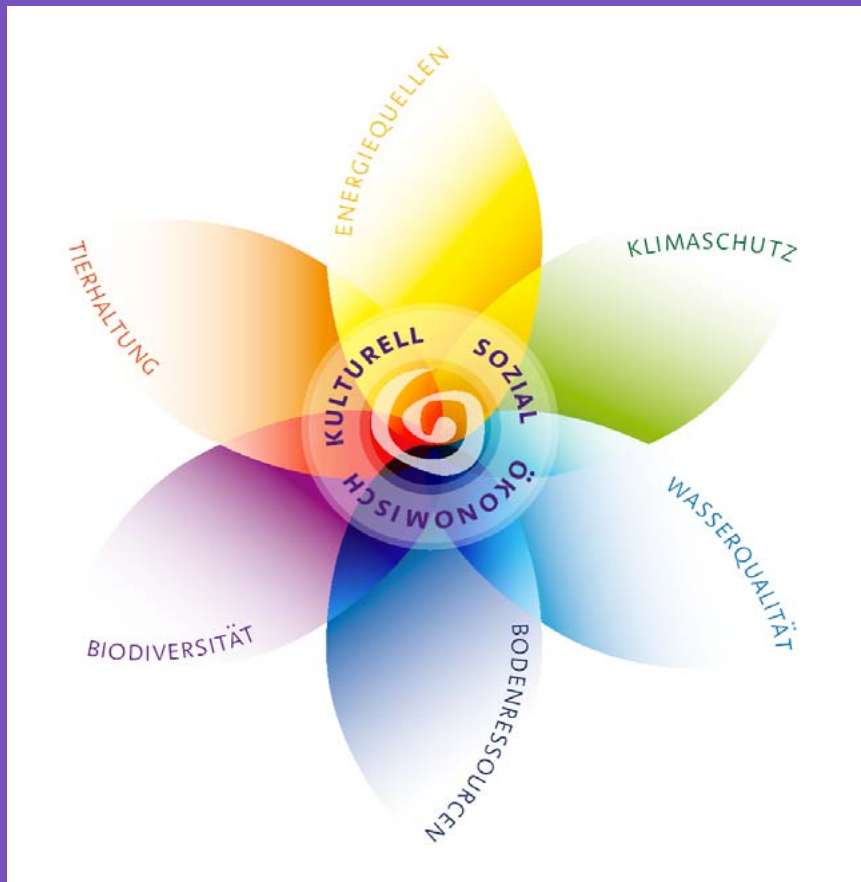 ENERGIEQUELLEN
KLIMASCHUTZ
TIERHALTUNG
KULTURELL
SOZIAL
ÖKONOMISCH
WASSERQUALITÄT
BIODIVERSITÄT
BODENRESSOURCEN